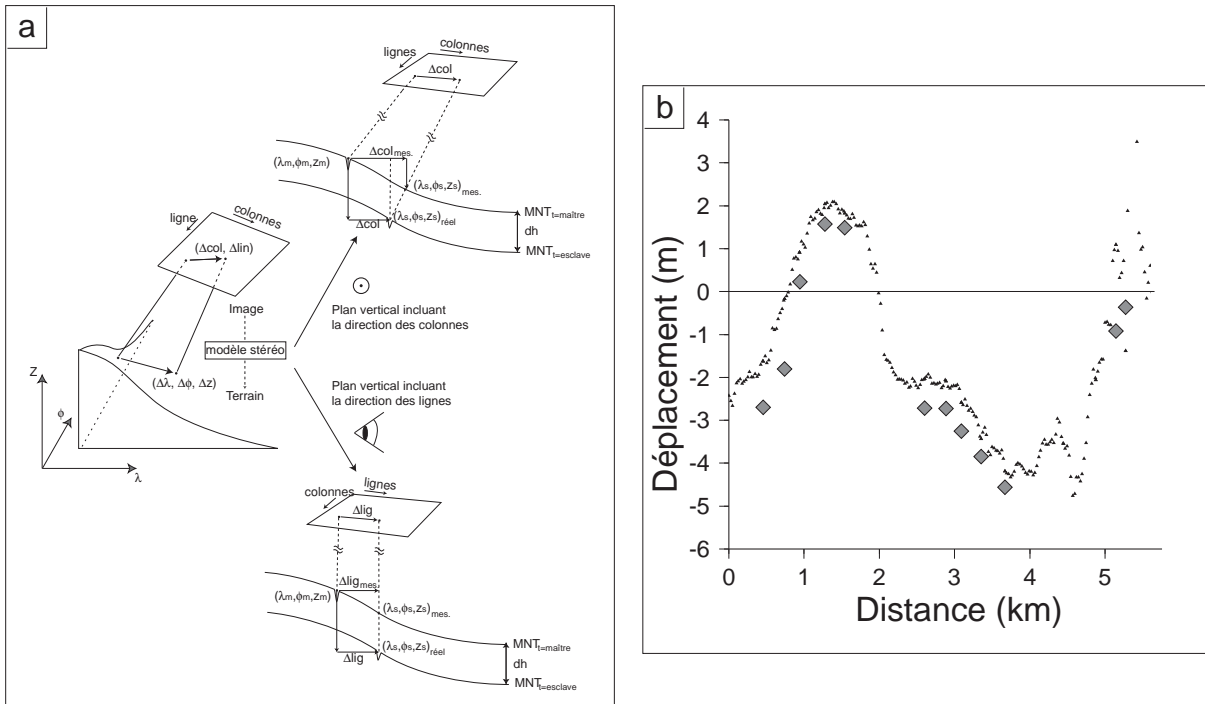 a
lignes
colonnes
Δcol
Δcolmes.
(λm,ϕm,zm)
(λs,ϕs,zs)mes.
(λs,ϕs,zs)réel
Δcol
MNTt=maître
dh
MNTt=esclave
ligne
colonnes
(Δcol, Δlin)
Image
modèle stéréo
Terrain
(Δλ, Δϕ, Δz)
Z
ϕ
λ
Plan vertical incluant
la direction des colonnes
Plan vertical incluant
la direction des lignes
colonnes
lignes
Δlig
Δligmes.
(λm,ϕm,zm)
(λs,ϕs,zs)mes.
(λs,ϕs,zs)réel
Δlig
MNTt=maître
dh
MNTt=esclave
b
Déplacement (m)
4
3
2
1
0
-1
-2
-3
-4
-5
-6
0 1 2 3 4 5
Distance (km)